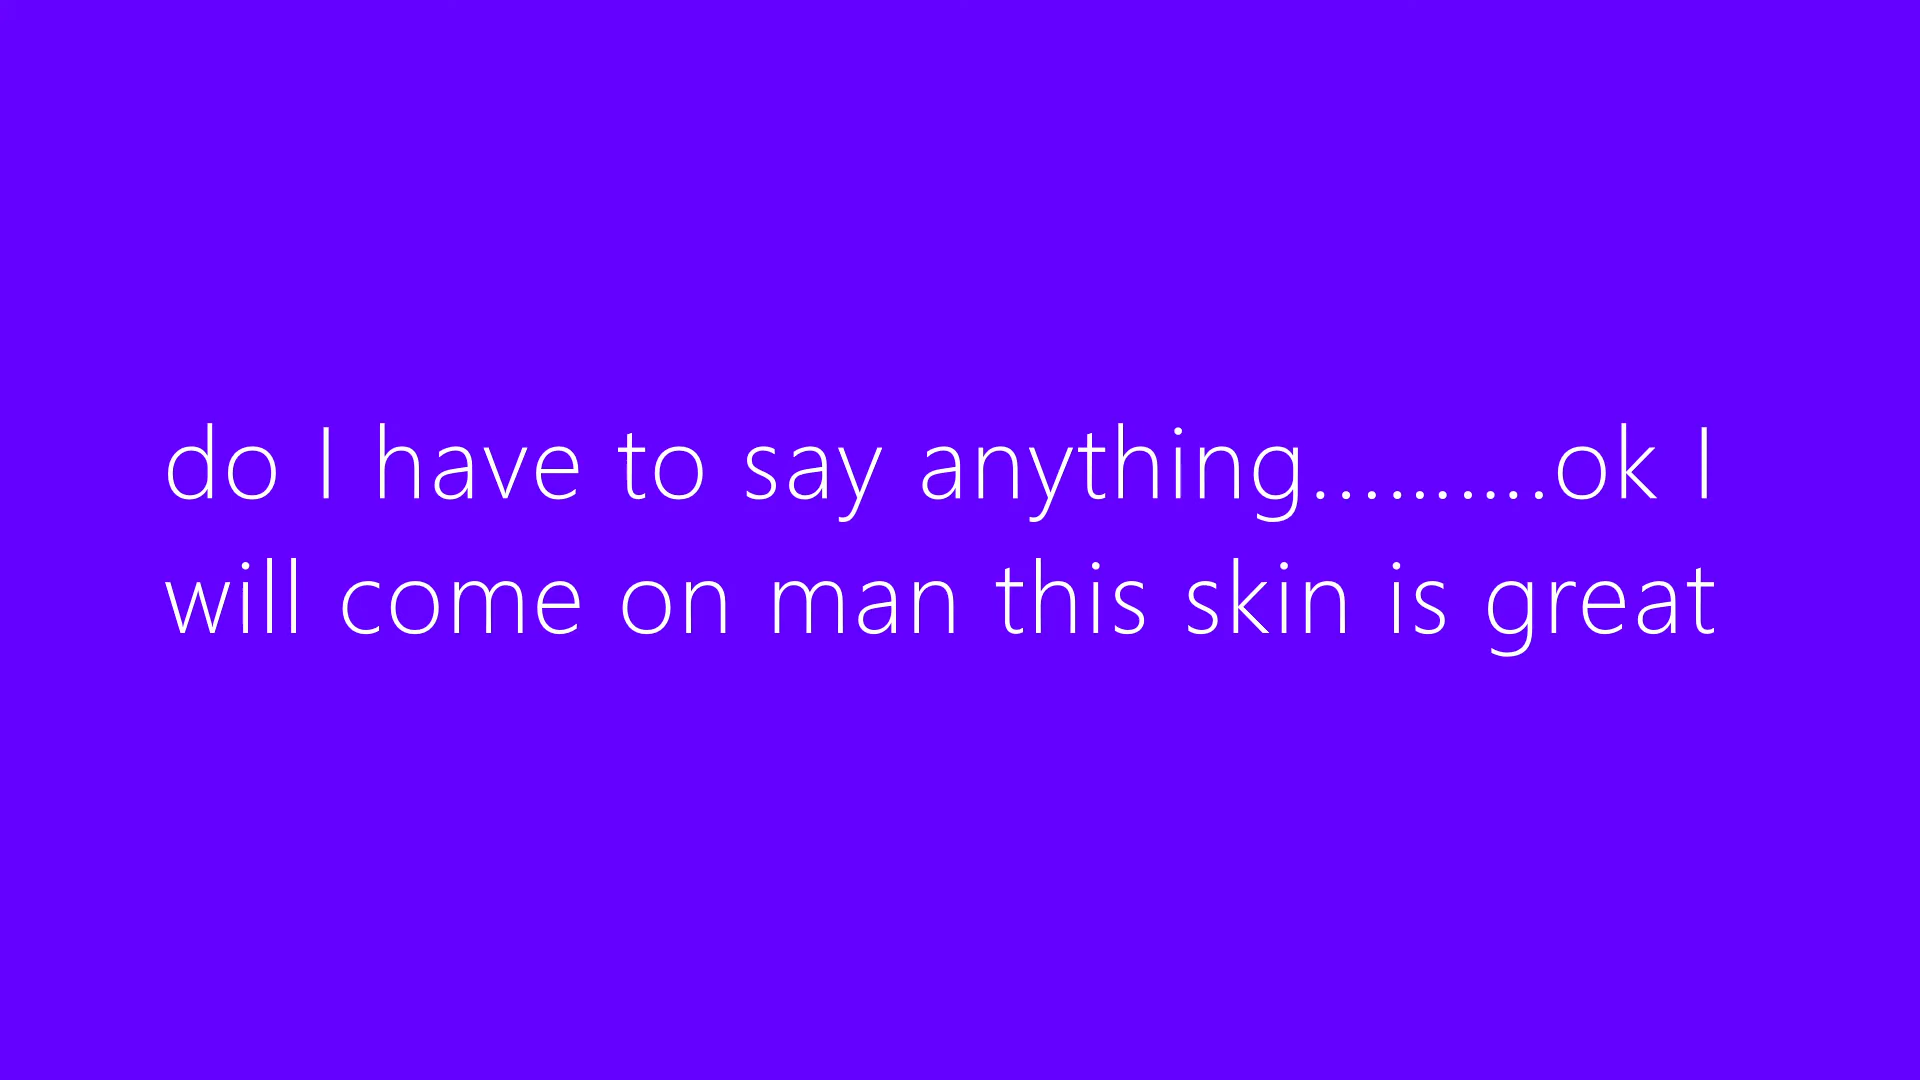 do I have to say anything..........ok I
will come on man this skin is great